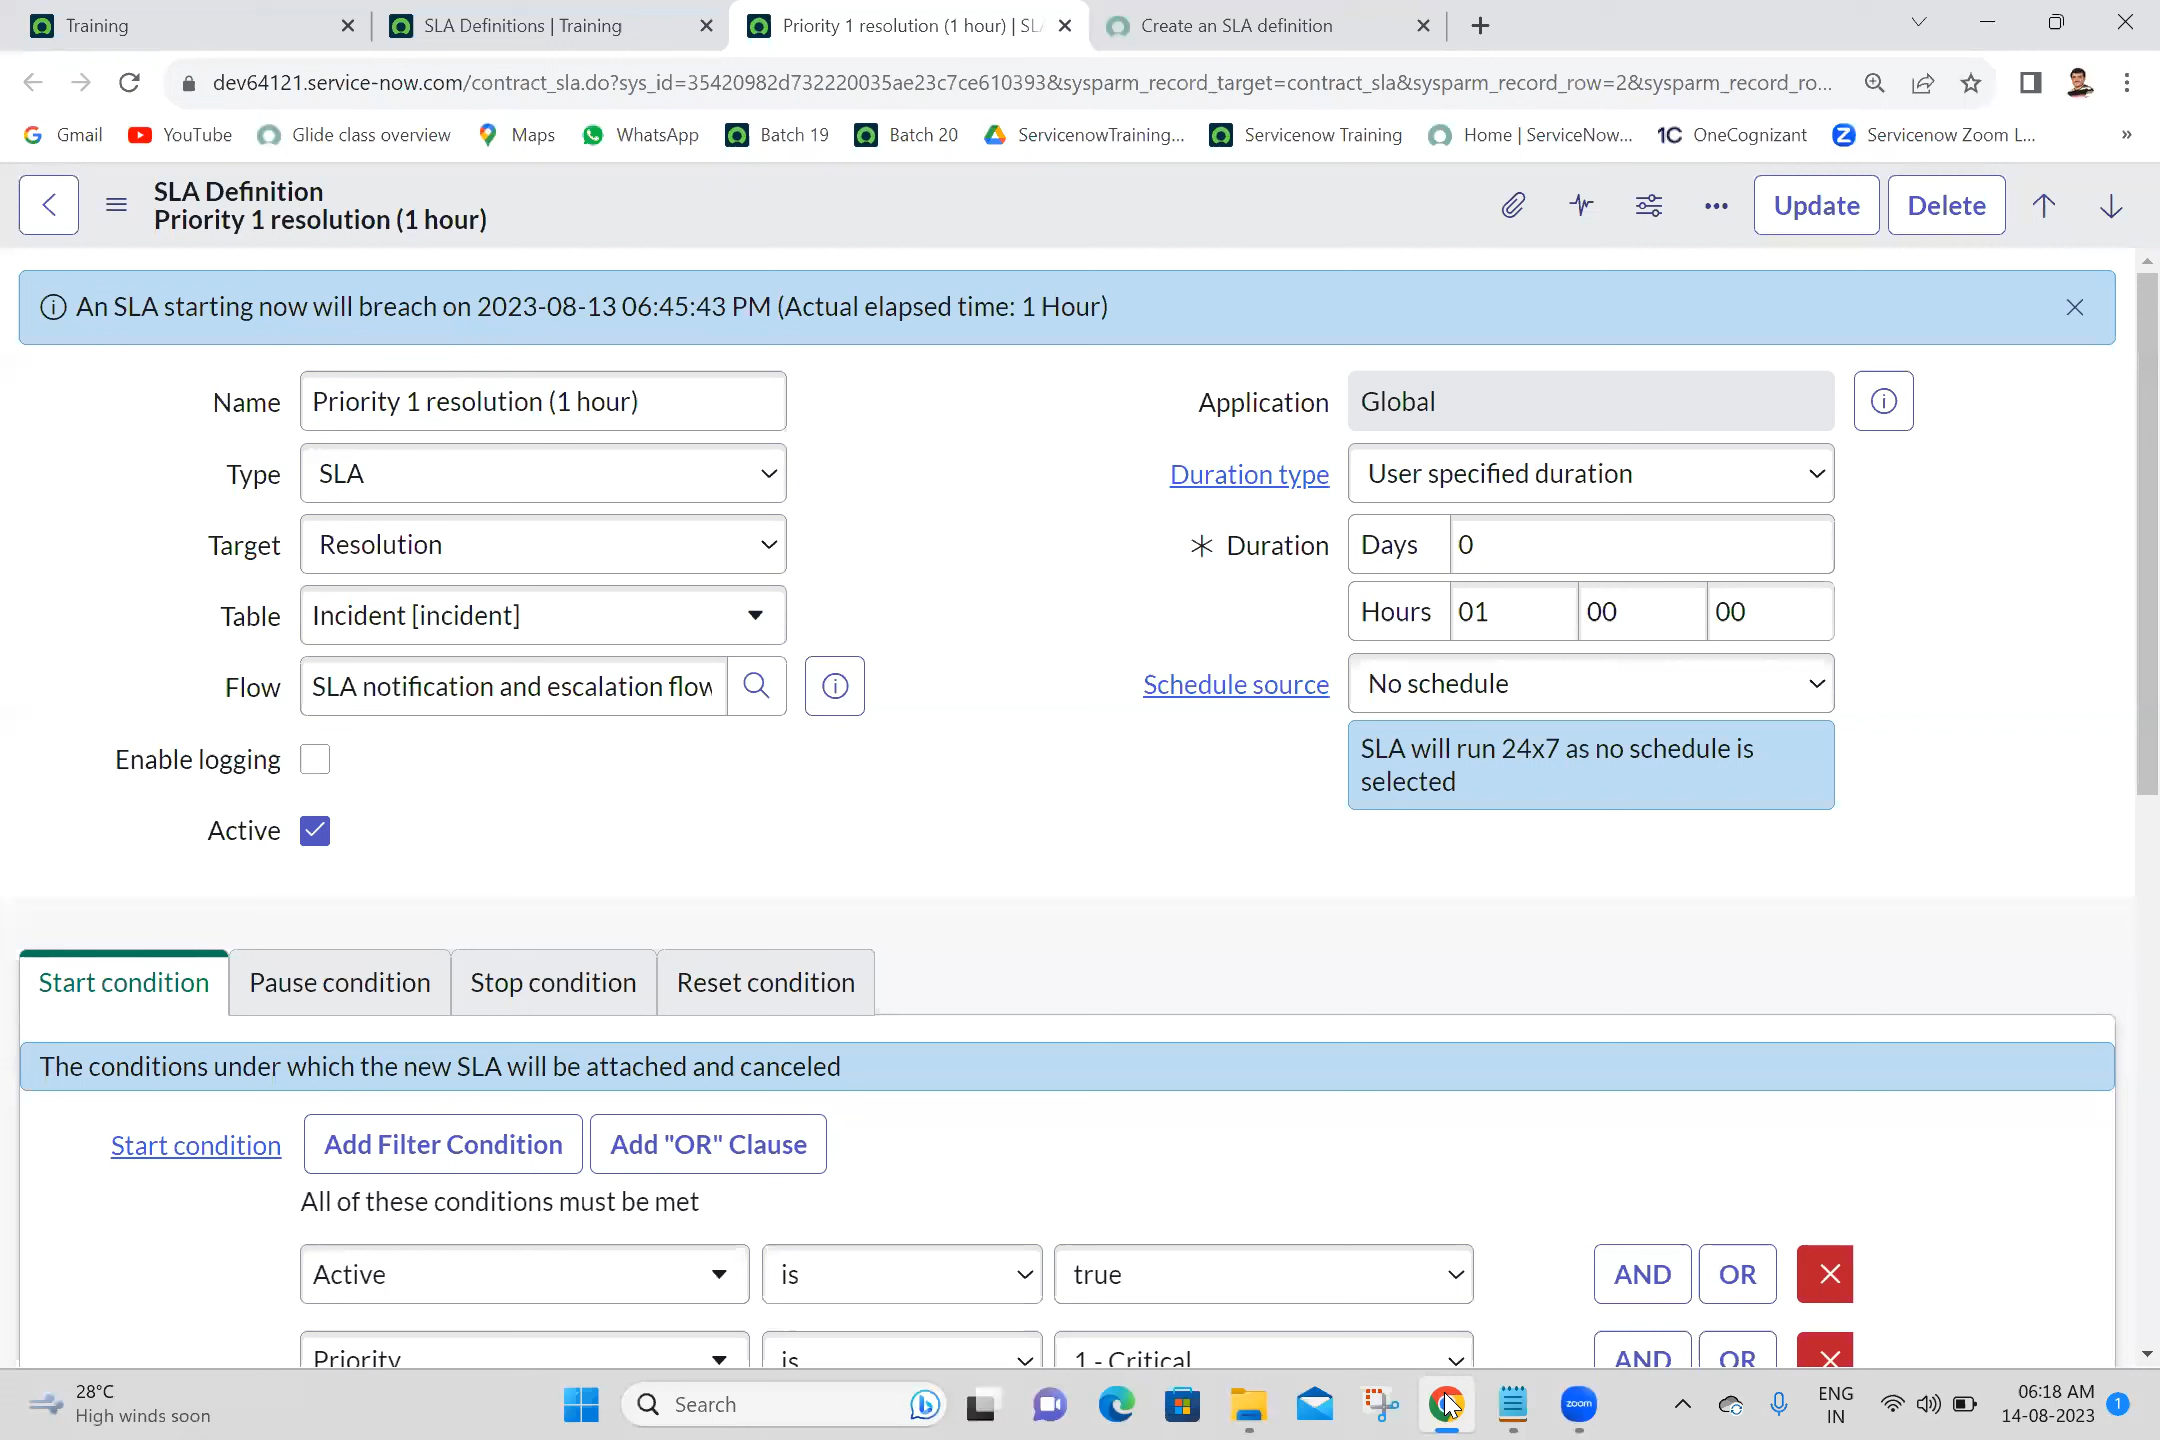 Training
SLA Definitions | Training
Priority 1 resolution (1 hour) | SL
Create an SLA definition
dev64121.service-now.com/contract_sla.do?sys_id=35420982d732220035ae23c7ce610393&sysparm_record_target=contract_sla&sysparm_record_row=2&sysparm_record_ro...
Gmail
YouTube
Glide class overview
Maps
WhatsApp
Batch 19
Batch 20
ServicenowTraining...
Servicenow Training
Home | ServiceNow...
1C OneCognizant
Z Servicenow Zoom L...
»
SLA Definition
Priority 1 resolution (1 hour)
Update
Delete
An SLA starting now will breach on 2023-08-13 06:45:43 PM (Actual elapsed time: 1 Hour)
Name Priority 1 resolution (1 hour)
Application Global
Type SLA
Duration type User specified duration
Target Resolution
Duration Days 0
Table Incident [incident]
Hours 01 00 00
Flow SLA notification and escalation flow
Schedule source No schedule
SLA will run 24x7 as no schedule is
selected
Enable logging
Active
Start condition
Pause condition
Stop condition
Reset condition
The conditions under which the new SLA will be attached and canceled
Start condition Add Filter Condition Add "OR" Clause
All of these conditions must be met
Active is true AND OR
Priority is 1 - Critical AND OR
28°C
High winds soon
Search
zoom
ENG
IN
06:18 AM
14-08-2023
1